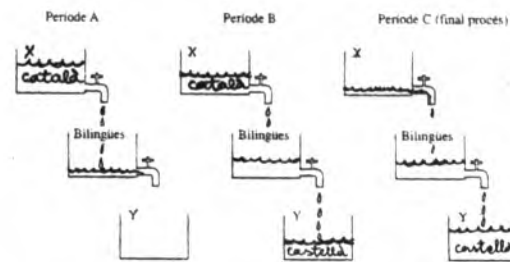 Periode A
Periode B
Periode C (final procés)
X
català
X
català
X
Bilingües
Bilingües
Bilingües
Y
Y
castellà
Y
castellà